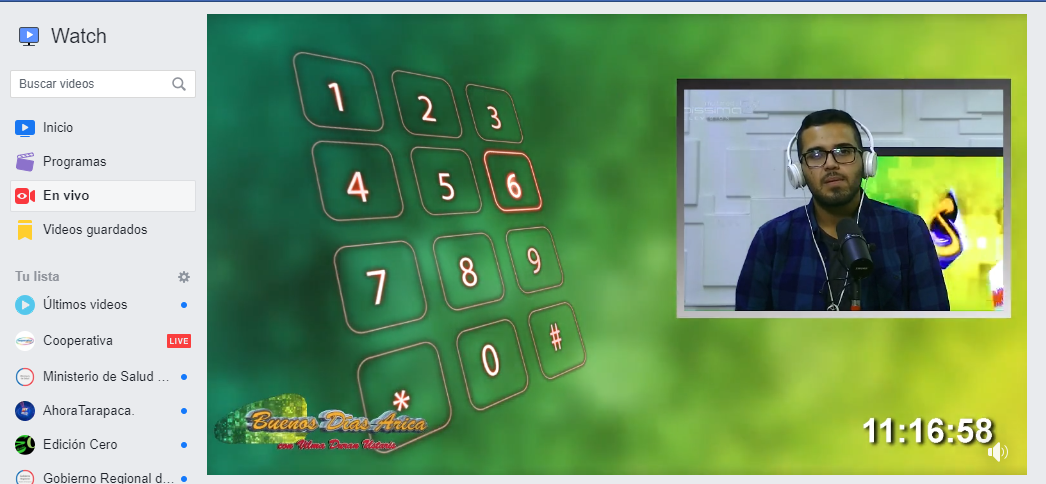 Watch
Buscar videos
Inicio
Programas
En vivo
Videos guardados
Tu lista
Últimos videos
Cooperativa
LIVE
Ministerio de Salud ...
AhoraTarapaca.
Edición Cero
Gobierno Regional d...
1
2
3
4
5
6
7
8
9
*
0
#
Buenos Dias Arica
con
11:16:58